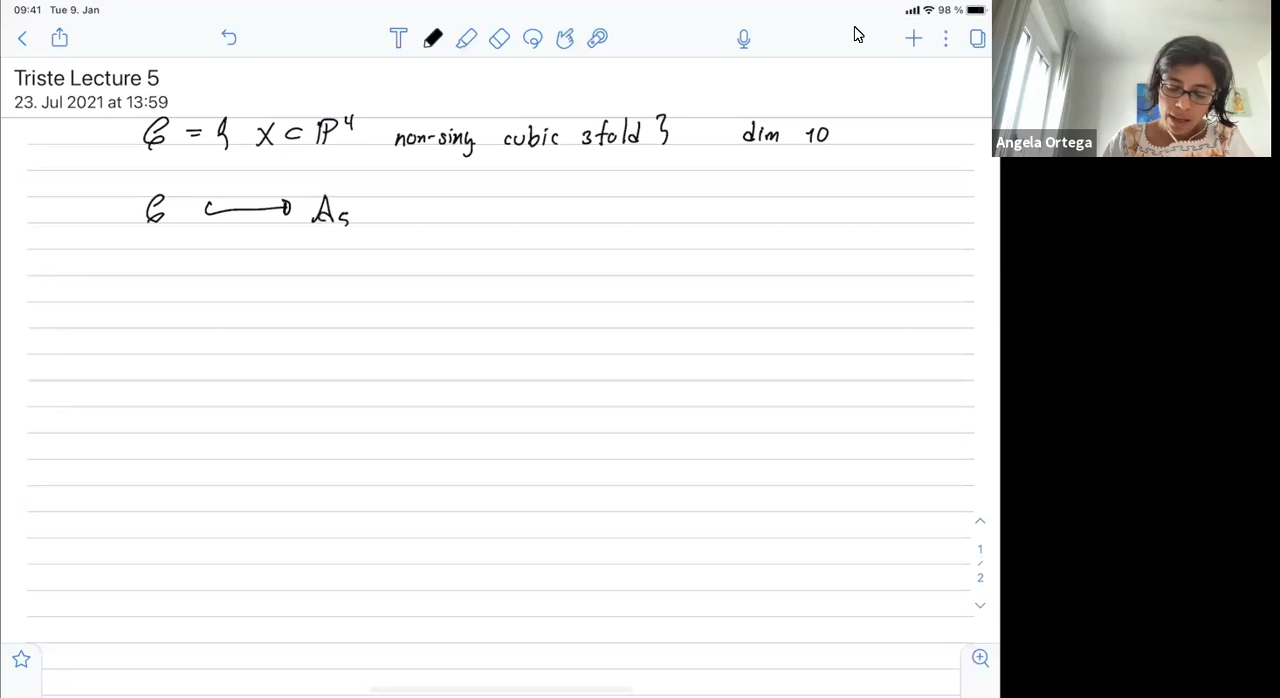 09:41 Tue 9. Jan 98 %
Triste Lecture 5
23. Jul 2021 at 13:59
𝒞 = { X ⊂ ℙ⁴ non-sing cubic 3fold } dim 10
𝒞 ↪ A₅
Angela Ortega
1
/
2